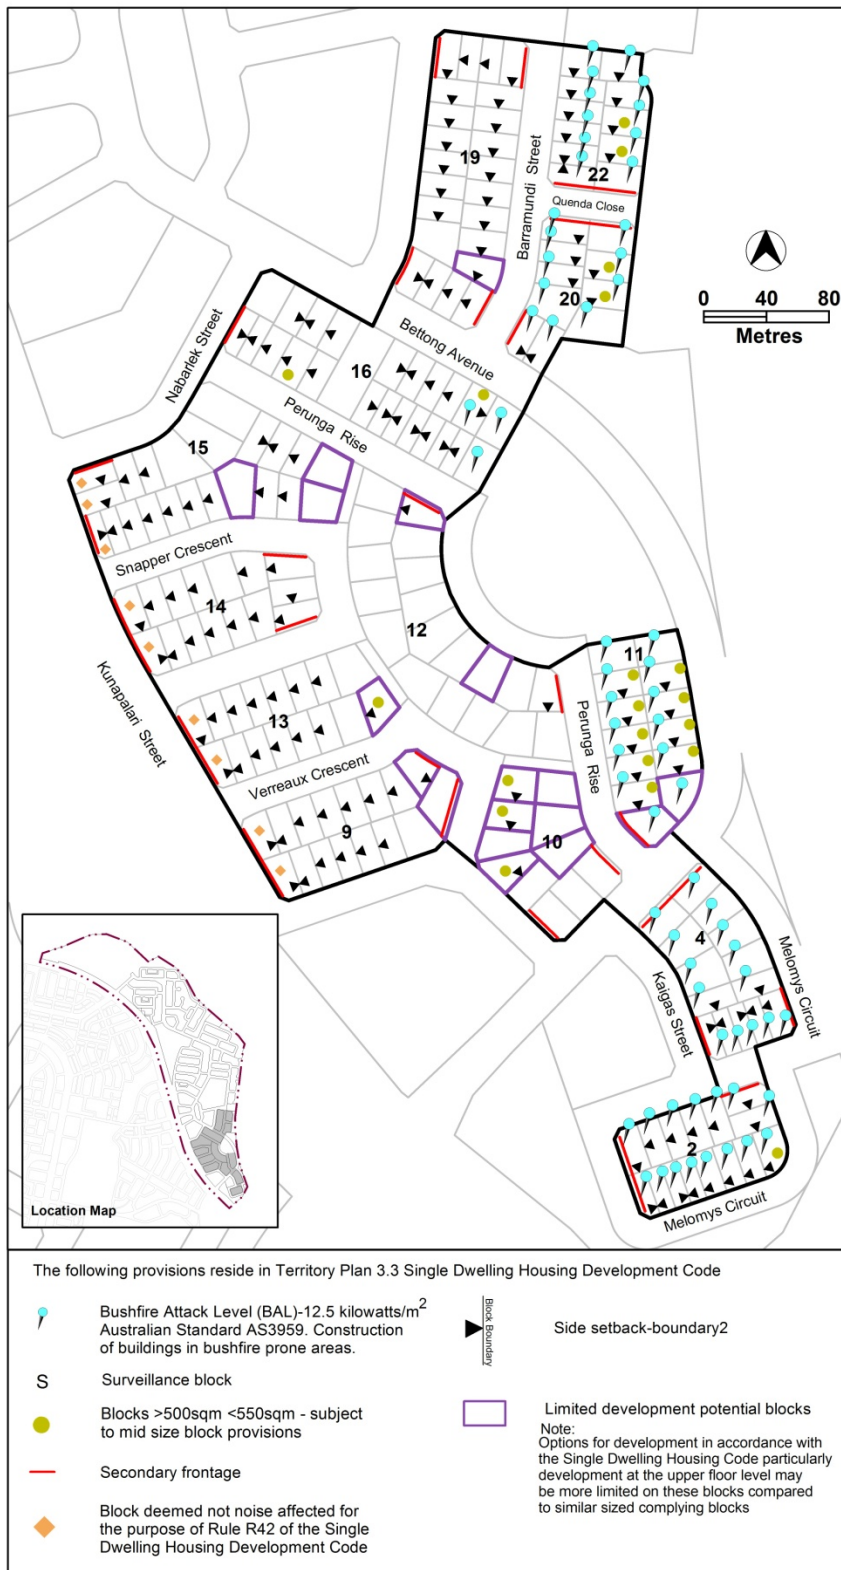 19
Barramundi Street
22
Quenda Close
20
0 40 80
Metres
Nabarlek Street
Bettong Avenue
16
Perunga Rise
15
Snapper Crescent
14
12
Kunapalari Street
13
11
Perunga Rise
Verreaux Crescent
9
10
4
Melomys Circuit
Kaigas Street
2
Melomys Circuit
Location Map
The following provisions reside in Territory Plan 3.3 Single Dwelling Housing Development Code
Bushfire Attack Level (BAL)-12.5 kilowatts/m²
Australian Standard AS3959. Construction
of buildings in bushfire prone areas.
S Surveillance block
Blocks >500sqm <550sqm - subject
to mid size block provisions
Secondary frontage
Block deemed not noise affected for
the purpose of Rule R42 of the Single
Dwelling Housing Development Code
Block Boundary
Side setback-boundary2
Limited development potential blocks
Note:
Options for development in accordance with
the Single Dwelling Housing Code particularly
development at the upper floor level may
be more limited on these blocks compared
to similar sized complying blocks